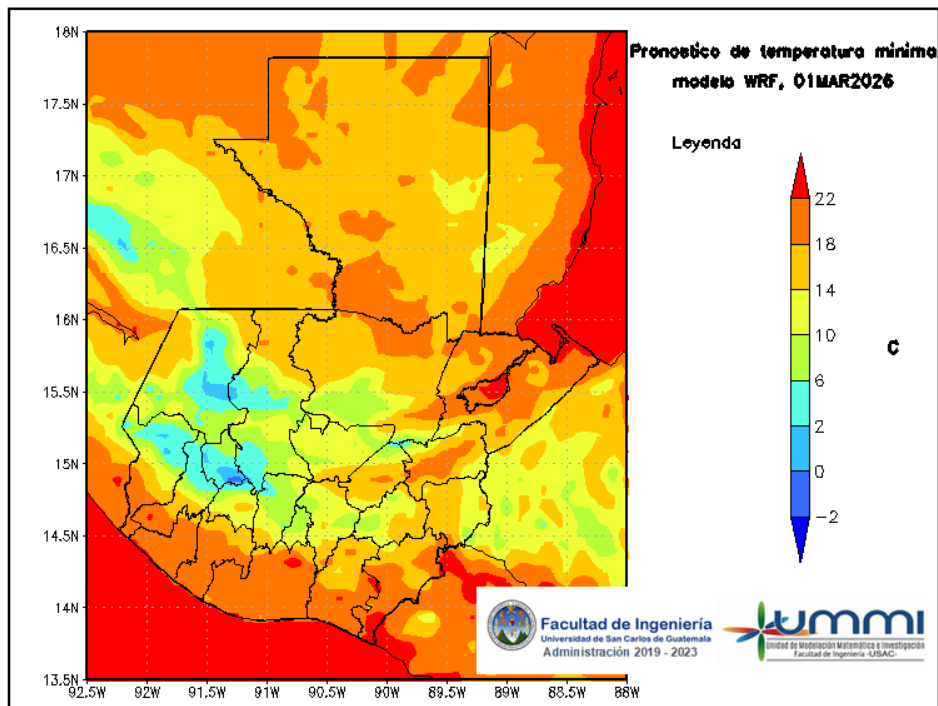 Pronostico de temperatura minima
modelo WRF, 01MAR2026
Leyenda
22
18
14
10
6
2
0
−2
C
18N
17.5N
17N
16.5N
16N
15.5N
15N
14.5N
14N
13.5N
92.5W
92W
91.5W
91W
90.5W
90W
89.5W
89W
88.5W
88W
Facultad de Ingeniería
Universidad de San Carlos de Guatemala
Administración 2019 - 2023
UMMI
Unidad de Modelación Matemática e Investigación
Facultad de Ingeniería -USAC-